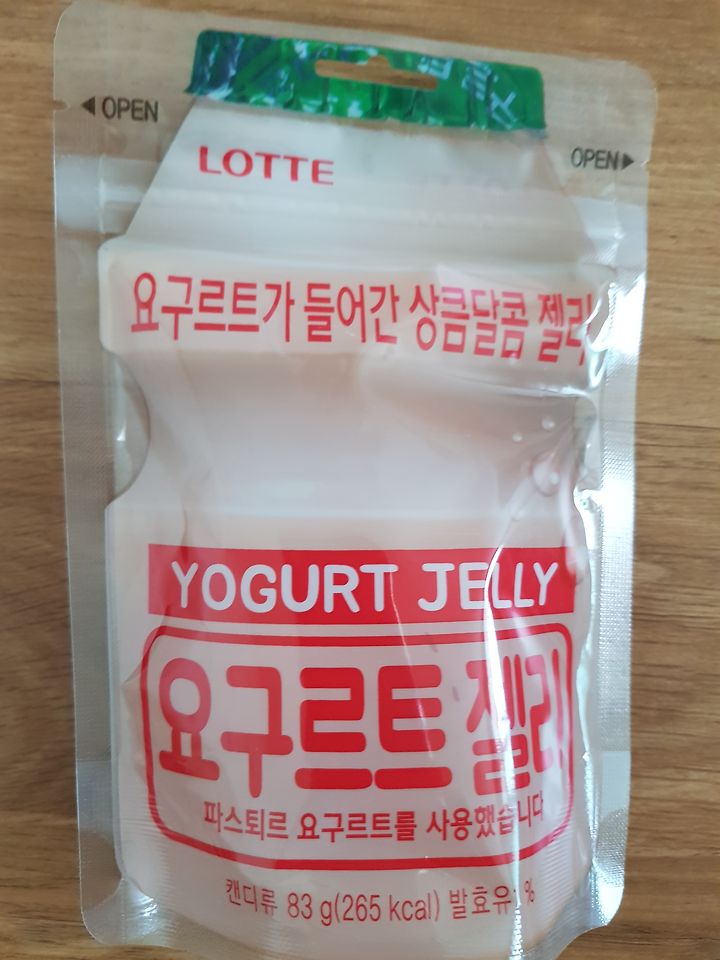 ◀ OPEN
OPEN ▶
LOTTE
요구르트가 들어간 상큼달콤 젤리
YOGURT JELLY
요구르트 젤리
파스퇴르 요구르트를 사용했습니다
캔디류 83 g(265 kcal) 발효유